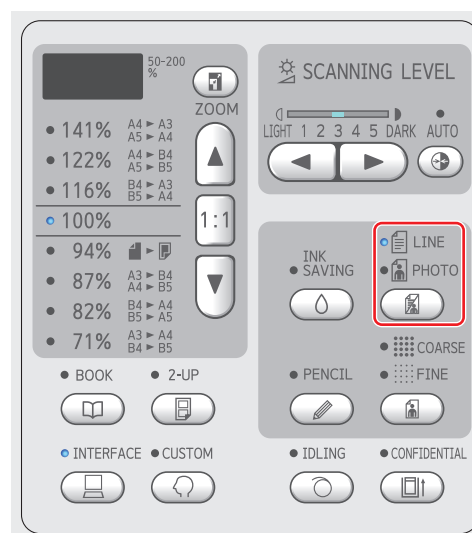 50-200
%
ZOOM
141% A4 ► A3
A5 ► A4
122% A4 ► B4
A5 ► B5
116% B4 ► A3
B5 ► A4
100%
1:1
94%
87% A3 ► B4
A4 ► B5
82% B4 ► A4
B5 ► A5
71% A3 ► A4
B4 ► B5
BOOK
2-UP
INTERFACE
CUSTOM
SCANNING LEVEL
LIGHT 1 2 3 4 5 DARK
AUTO
INK
SAVING
LINE
PHOTO
COARSE
PENCIL
FINE
IDLING
CONFIDENTIAL